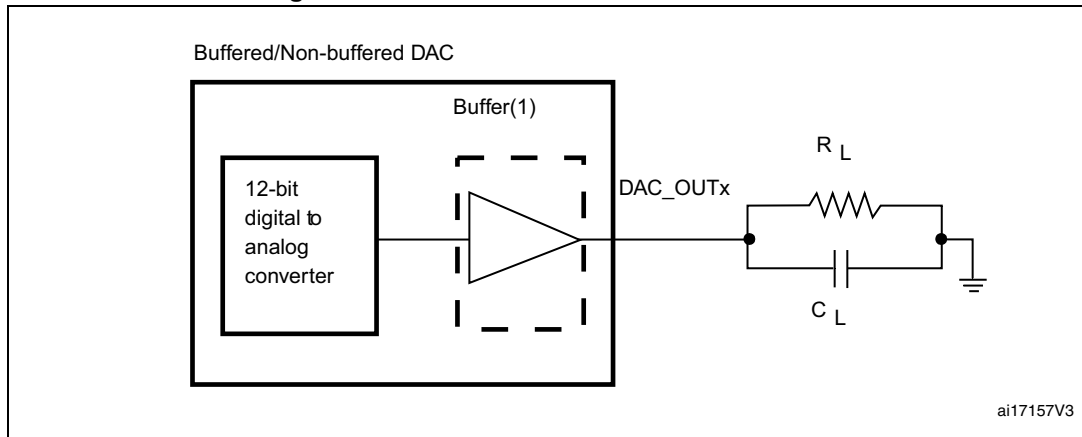 Buffered/Non-buffered DAC
Buffer(1)
12-bit
digital to
analog
converter
DAC_OUTx
R L
C L
ai17157V3